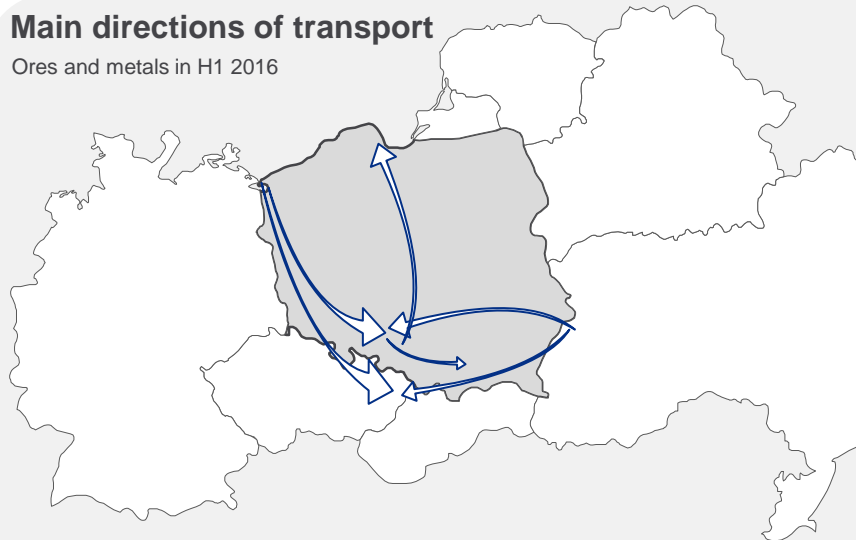 Main directions of transport
Ores and metals in H1 2016